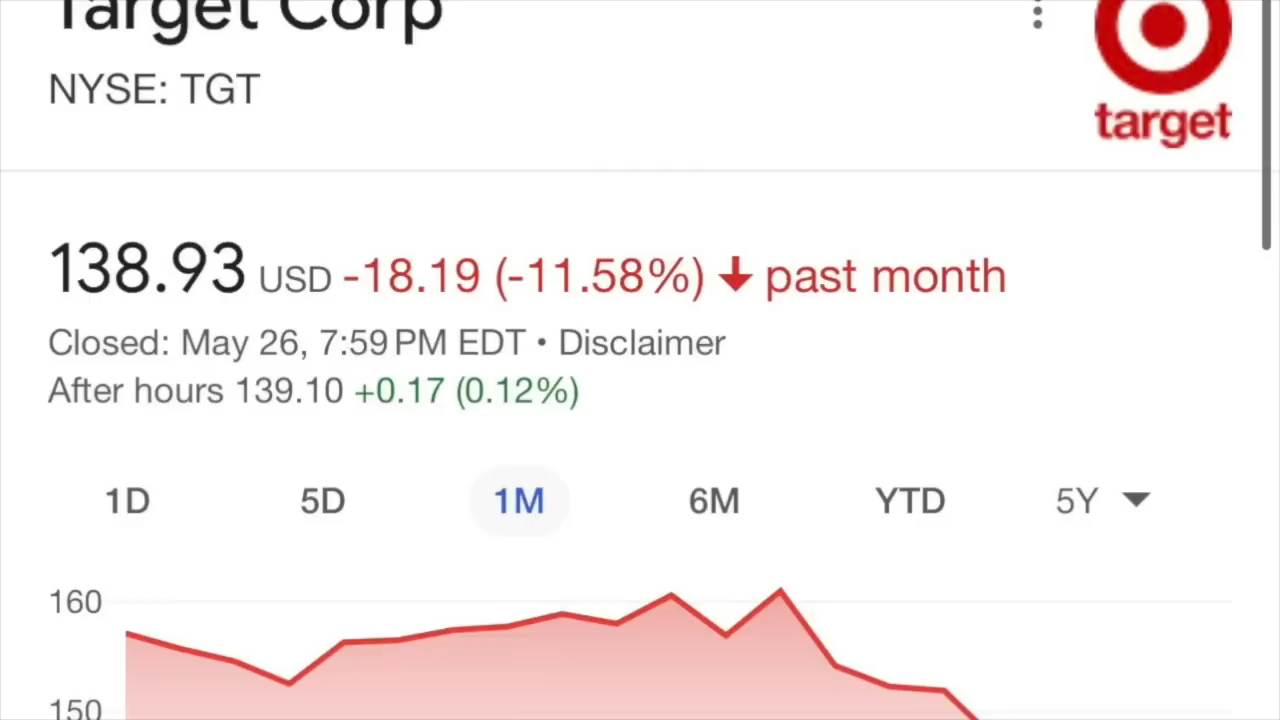 Target Corp
NYSE: TGT
target
138.93 USD -18.19 (-11.58%) ↓ past month
Closed: May 26, 7:59 PM EDT • Disclaimer
After hours 139.10 +0.17 (0.12%)
1D 5D 1M 6M YTD 5Y
160
150